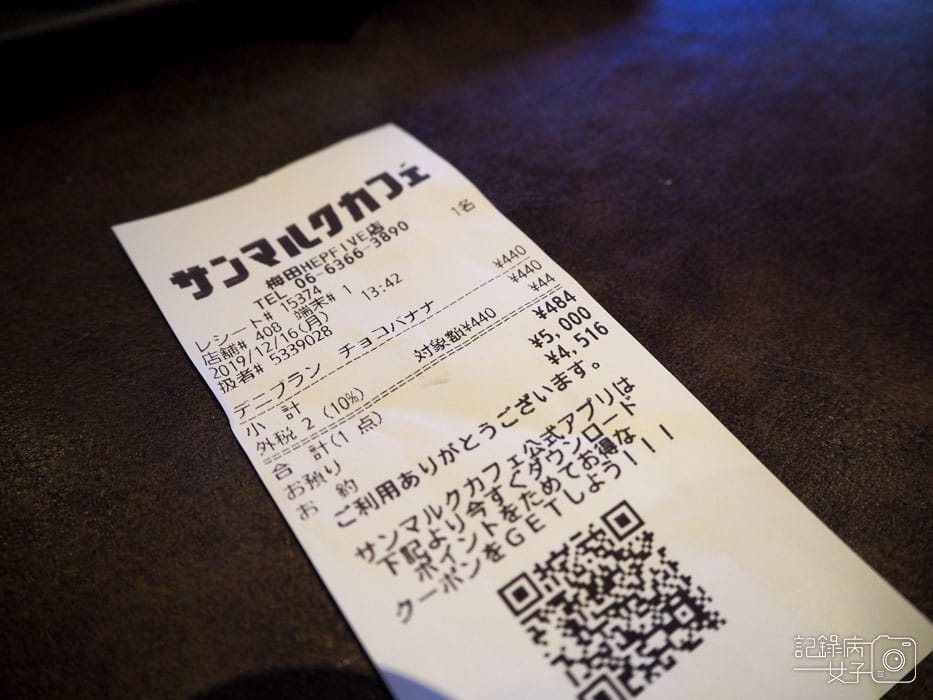 サンマルクカフェ
梅田HEPFIVE店
TEL 06-6366-3890
レシート# 15374 1名
店舗# 408 端末# 1
2019/12/16(月) 13:42
扱者# 5339028
デニブラン チョコバナナ ¥440
小 計 ¥440
外税 2 (10%) 対象額¥440 ¥44
合 計(1 点) ¥484
お預り ¥5,000
お 釣 ¥4,516
ご利用ありがとうございます。
サンマルクカフェ公式アプリは
下記より今すぐダウンロード
ポイントをためてお得な
クーポンをGETしよう!!
記錄病
女子